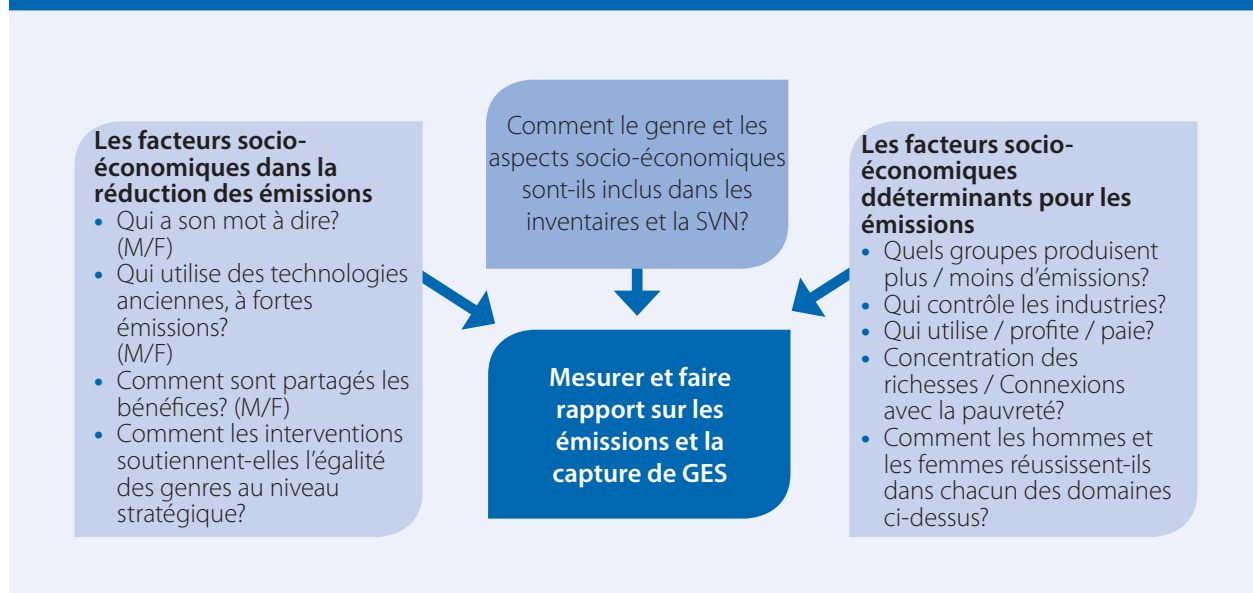 Les facteurs socio-
économiques dans la
réduction des émissions
• Qui a son mot à dire?
(M/F)
• Qui utilise des technologies
anciennes, à fortes
émissions?
(M/F)
• Comment sont partagés les
bénéfices? (M/F)
• Comment les interventions
soutiennent-elles l’égalité
des genres au niveau
stratégique?
Comment le genre et les
aspects socio-économiques
sont-ils inclus dans les
inventaires et la SVN?
Mesurer et faire
rapport sur les
émissions et la
capture de GES
Les facteurs socio-
économiques
ddéterminants pour les
émissions
• Quels groupes produisent
plus / moins d’émissions?
• Qui contrôle les industries?
• Qui utilise / profite / paie?
• Concentration des
richesses / Connexions
avec la pauvreté?
• Comment les hommes et
les femmes réussissent-ils
dans chacun des domaines
ci-dessus?